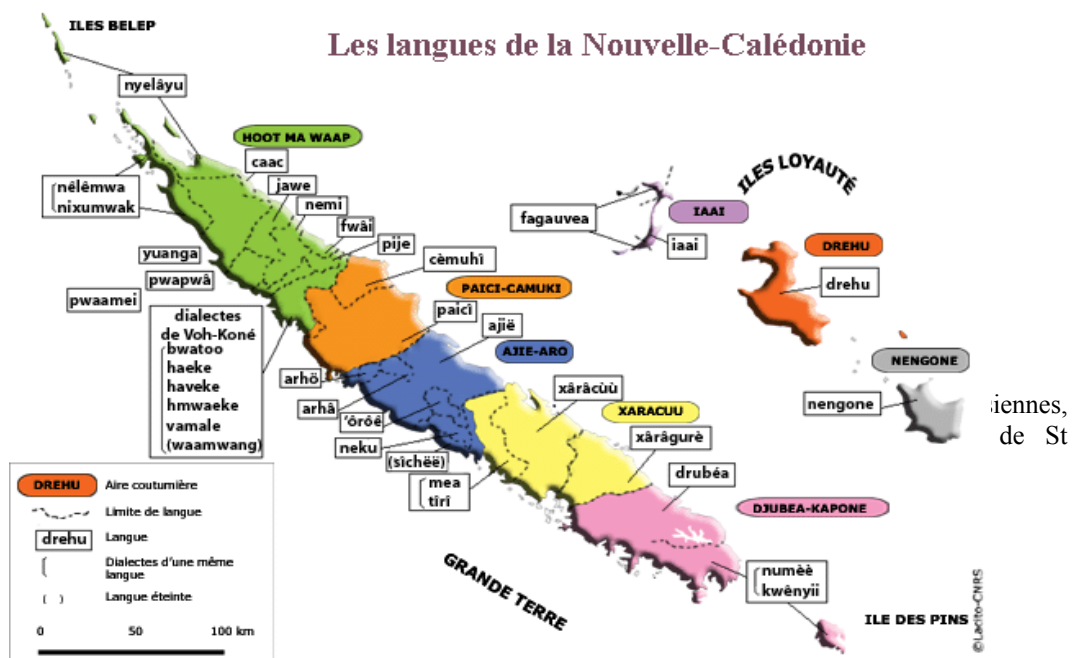 Les langues de la Nouvelle-Calédonie
ILES BELEP
nyelâyu
HOOT MA WAAP
caac
jawe
nemi
fwâi
pije
nêlêmwa
nixumwak
yuanga
pwapwâ
pwaamei
dialectes
de Voh-Koné
bwatoo
haeke
haveke
hmwaeke
vamale
(waamwang)
cèmuhî
PAICI-CAMUKI
paicî
ajië
AJIE-ARO
arhö
arhâ
'ôrôê
neku
(sîchëë)
mea
tîrî
xârâcùù
XARACUU
xârâgurè
drubéa
DJUBEA-KAPONE
numèè
kwênyii
GRANDE TERRE
ILE DES PINS
ILES LOYAUTÉ
fagauvea
IAAI
iaai
DREHU
drehu
NENGONE
nengone
siennes,
de St
DREHU Aire coutumière
Limite de langue
drehu Langue
Dialectes d'une même
langue
( ) Langue éteinte
0 50 100 km
©Lacito-CNRS